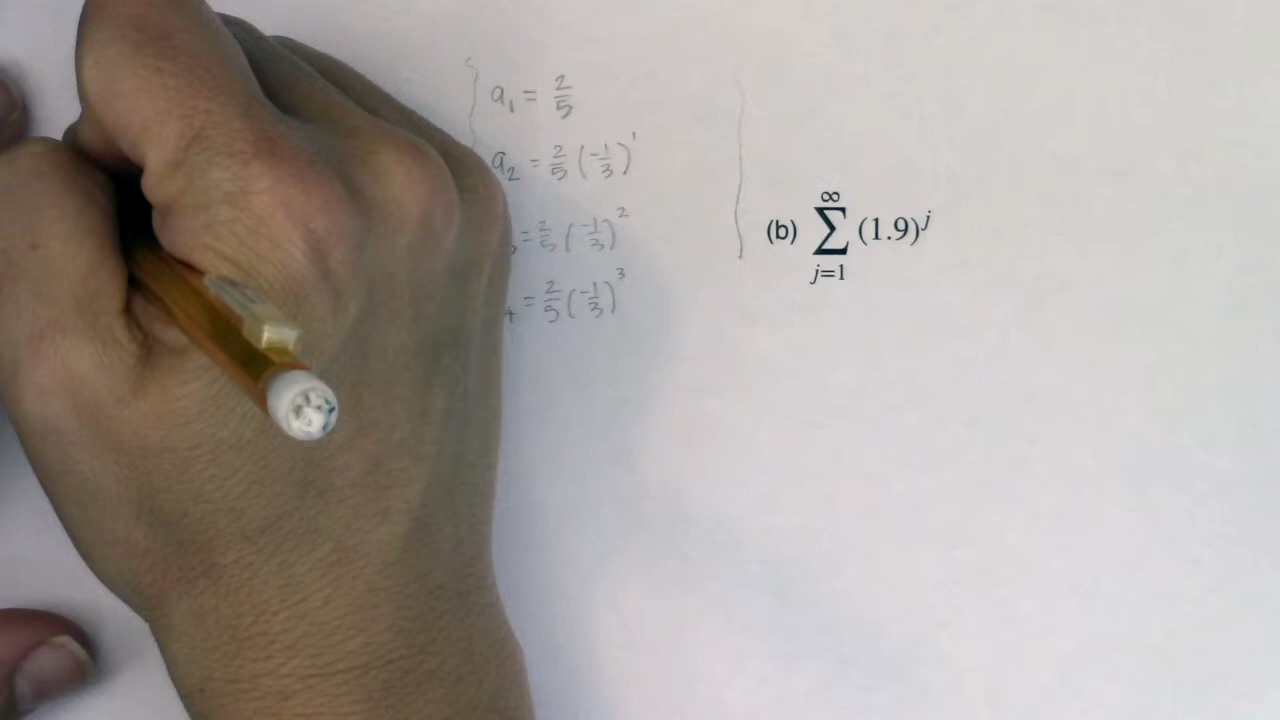 a₁ = 2/5
a₂ = 2/5 (-1/3)¹
= 2/5 (-1/3)²
= 2/5 (-1/3)³
(b) ∑_{j=1}^{∞} (1.9)^j